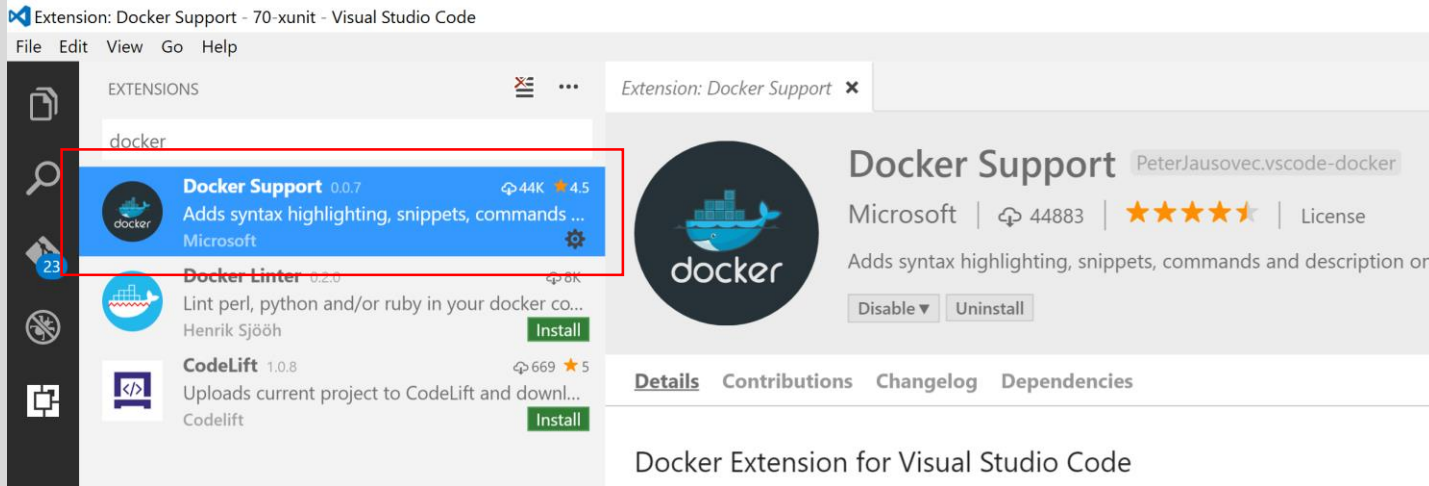 Extension: Docker Support - 70-xunit - Visual Studio Code
File Edit View Go Help
EXTENSIONS
docker
Docker Support 0.0.7 44K 4.5
Adds syntax highlighting, snippets, commands ...
Microsoft
docker
23
Docker Linter 0.2.0 8K
Lint perl, python and/or ruby in your docker co...
Henrik Sjööh Install
CodeLift 1.0.8 669 5
Uploads current project to CodeLift and downl...
Codelift Install
Extension: Docker Support
docker
Docker Support PeterJausovec.vscode-docker
Microsoft | 44883 | License
Adds syntax highlighting, snippets, commands and description or
Disable Uninstall
Details Contributions Changelog Dependencies
Docker Extension for Visual Studio Code